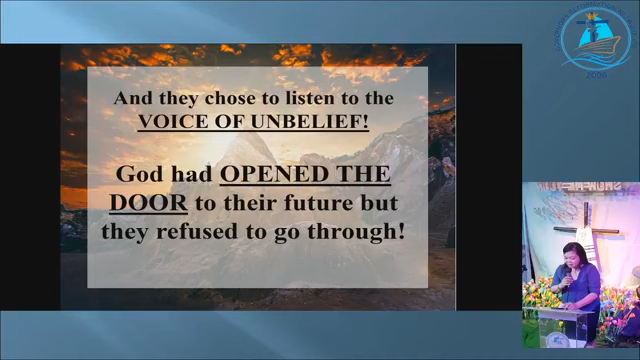 And they chose to listen to the
VOICE OF UNBELIEF!
God had OPENED THE
DOOR to their future but
they refused to go through!
2006